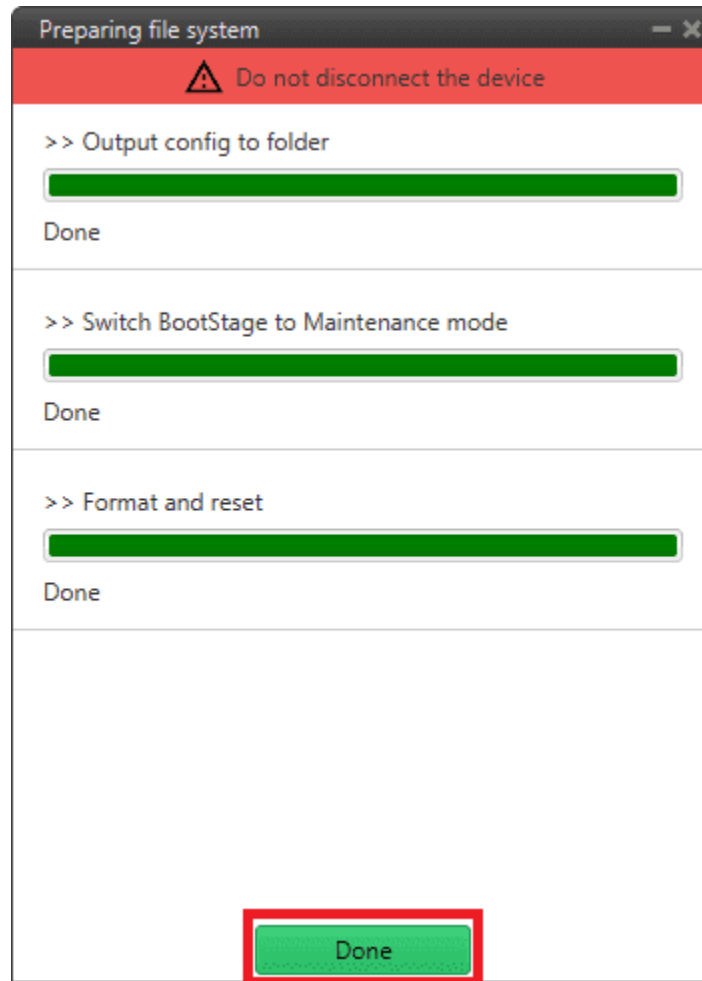 Preparing file system
Do not disconnect the device
>> Output config to folder
Done
>> Switch BootStage to Maintenance mode
Done
>> Format and reset
Done
Done